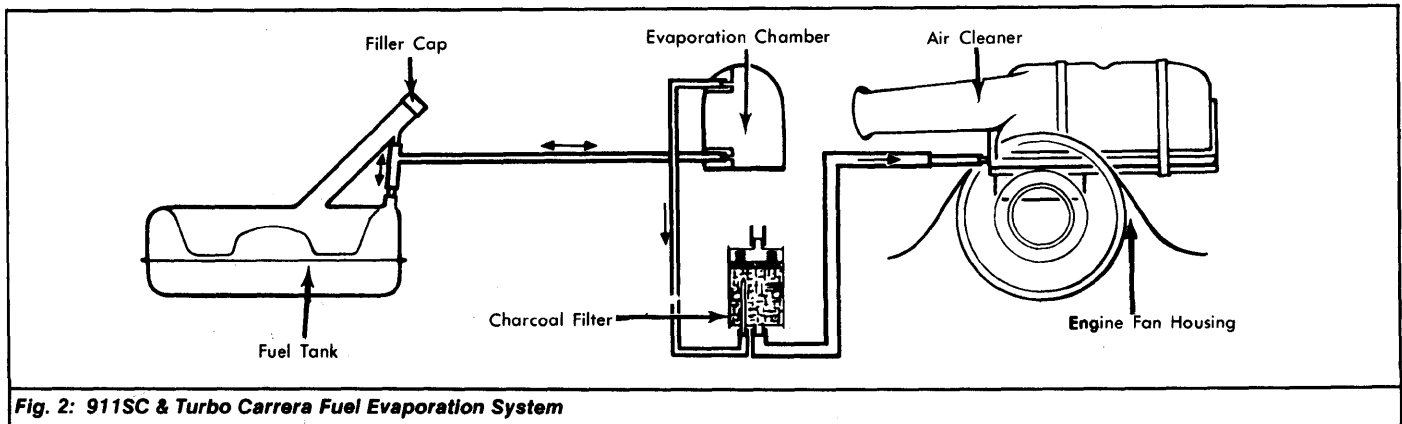 Filler Cap
Evaporation Chamber
Air Cleaner
Charcoal Filter
Engine Fan Housing
Fuel Tank
Fig. 2: 911SC & Turbo Carrera Fuel Evaporation System